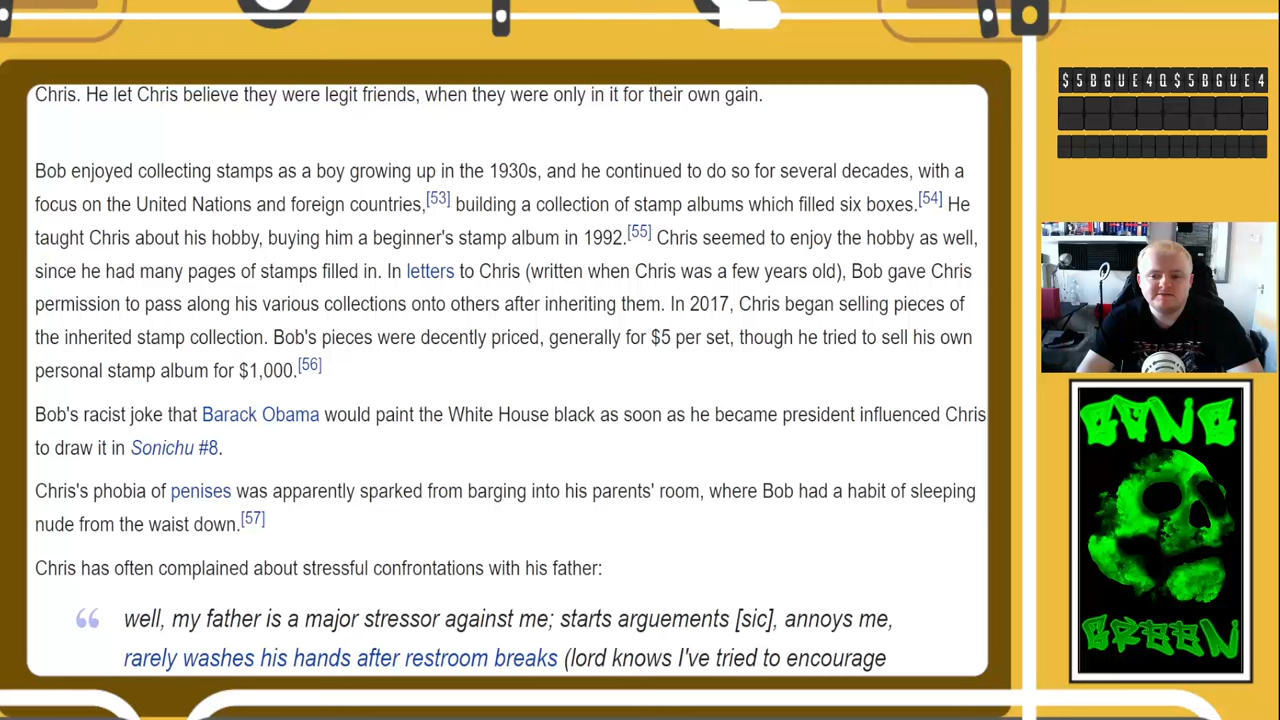 Chris. He let Chris believe they were legit friends, when they were only in it for their own gain.
Bob enjoyed collecting stamps as a boy growing up in the 1930s, and he continued to do so for several decades, with a
focus on the United Nations and foreign countries,[53] building a collection of stamp albums which filled six boxes.[54] He
taught Chris about his hobby, buying him a beginner's stamp album in 1992.[55] Chris seemed to enjoy the hobby as well,
since he had many pages of stamps filled in. In letters to Chris (written when Chris was a few years old), Bob gave Chris
permission to pass along his various collections onto others after inheriting them. In 2017, Chris began selling pieces of
the inherited stamp collection. Bob's pieces were decently priced, generally for $5 per set, though he tried to sell his own
personal stamp album for $1,000.[56]
Bob's racist joke that Barack Obama would paint the White House black as soon as he became president influenced Chris
to draw it in Sonichu #8.
Chris's phobia of penises was apparently sparked from barging into his parents' room, where Bob had a habit of sleeping
nude from the waist down.[57]
Chris has often complained about stressful confrontations with his father:
“ well, my father is a major stressor against me; starts arguements [sic], annoys me,
rarely washes his hands after restroom breaks (lord knows I've tried to encourage
$5BGUE4Q$5BGUE4
GANG
GREEN